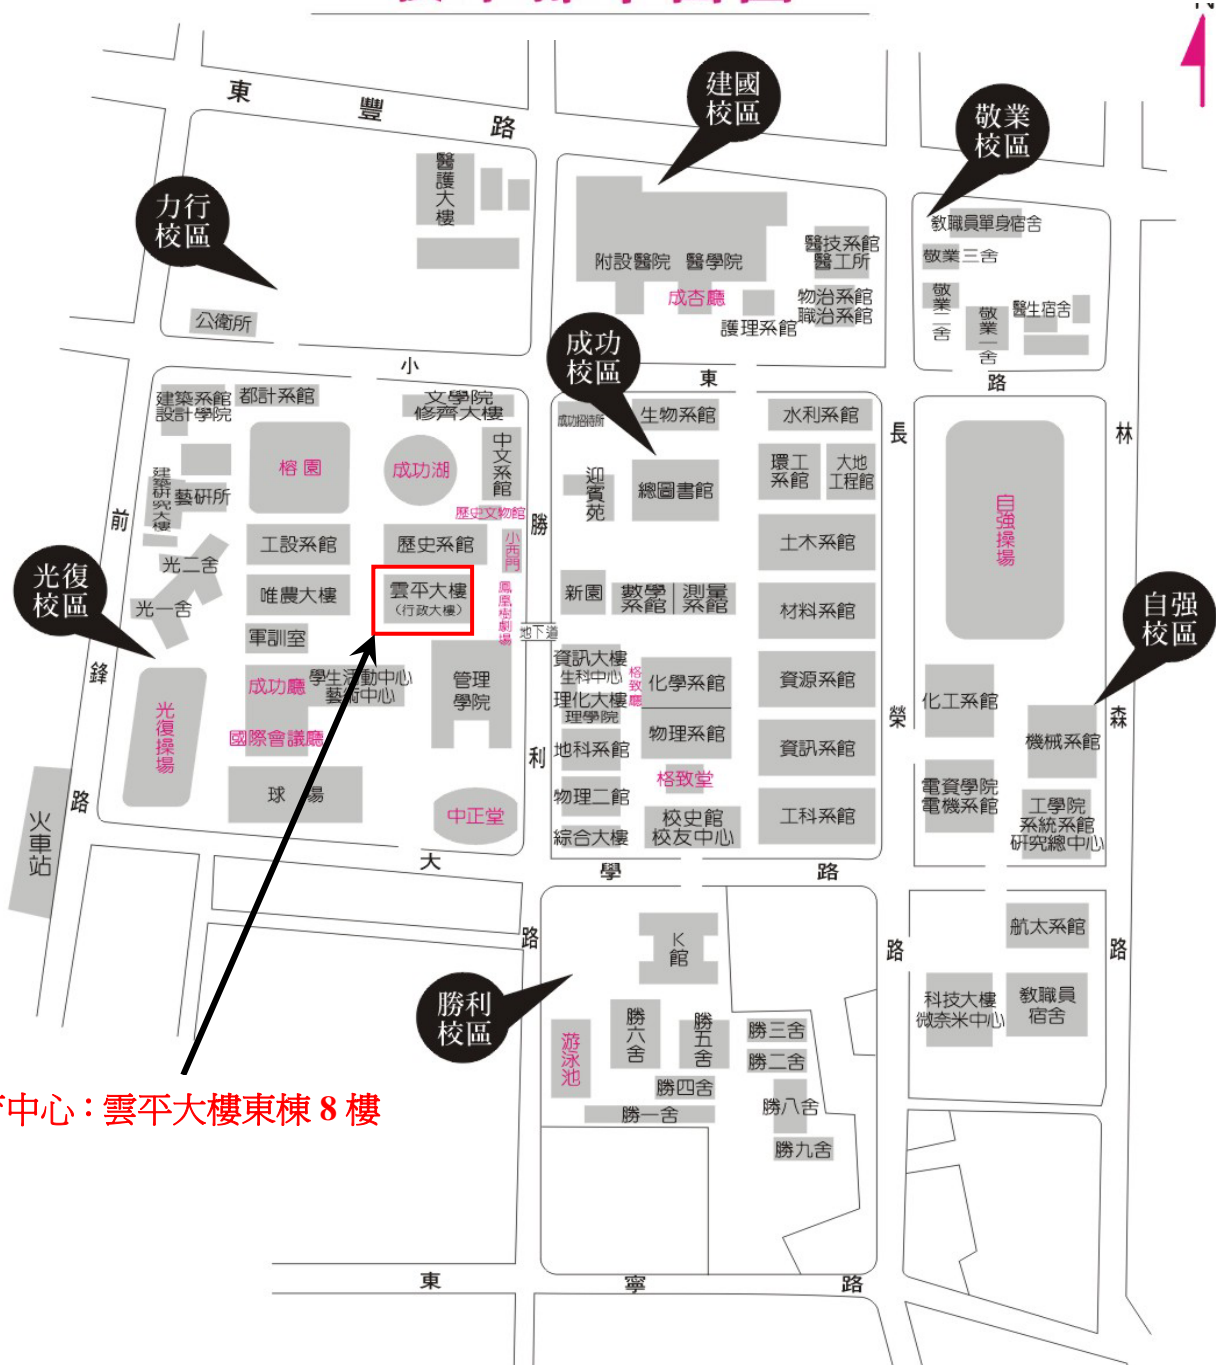 東豐路
建國
校區
敬業
校區
力行
校區
醫護大樓
附設醫院
醫學院
成杏廳
護理系館
醫技系館
醫工所
物治系館
職治系館
教職員單身宿舍
敬業三舍
敬業二舍
敬業一舍
醫生宿舍
公衛所
小東路
成功
校區
建築系館
設計學院
都計系館
文學院
修齊大樓
榕園
成功湖
中文系館
歷史文物館
建築研究大樓
藝研所
工設系館
歷史系館
小西門
光二舍
光一舍
唯農大樓
雲平大樓
(行政大樓)
鳳凰樹劇場
軍訓室
成功廳
學生活動中心
藝術中心
管理
學院
國際會議廳
光復操場
球場
中正堂
光復
校區
前鋒路
火車站
勝利路
地下道
成功招待所
生物系館
水利系館
迎賓苑
總圖書館
環工
系館
大地
工程館
土木系館
新園
數學
系館
測量
系館
材料系館
資訊大樓
生科中心
格致廳
化學系館
資源系館
理化大樓
理學院
物理系館
地科系館
資訊系館
格致堂
物理二館
校史館
校友中心
工科系館
綜合大樓
長榮路
林森路
自強操場
自强
校區
化工系館
機械系館
電資學院
電機系館
工學院
系統系館
研究總中心
大學路
K
館
航太系館
科技大樓
微奈米中心
教職員
宿舍
勝利
校區
游泳池
勝六舍
勝五舍
勝三舍
勝二舍
勝四舍
勝八舍
勝一舍
勝九舍
中心：雲平大樓東棟 8 樓
東寧路